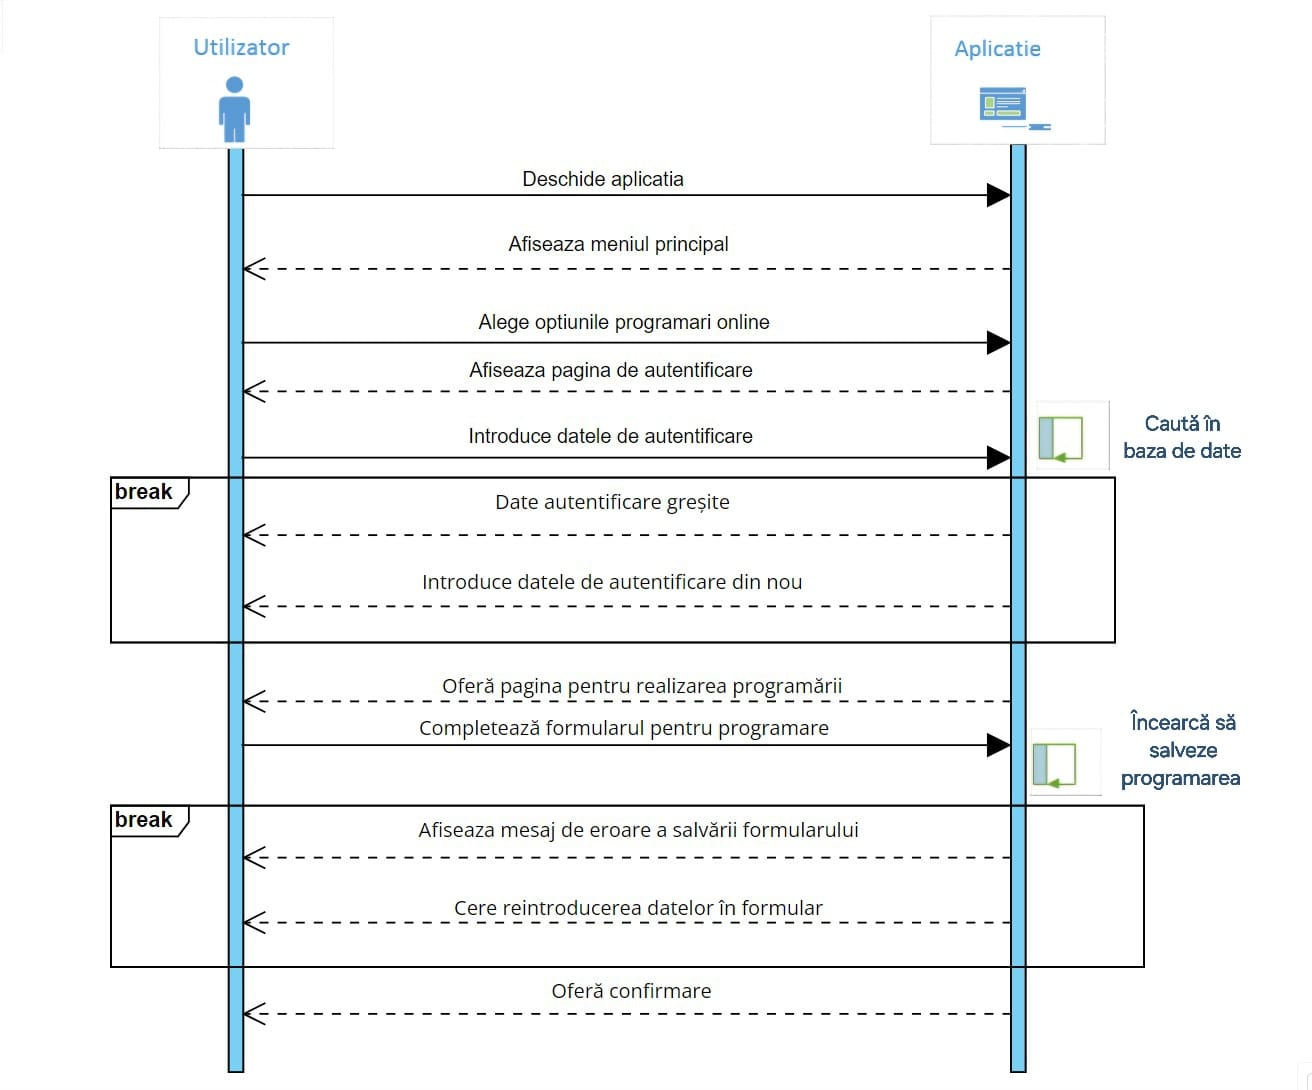 Utilizator
Aplicatie
Deschide aplicatia
Afiseaza meniul principal
Alege optiunile programari online
Afiseaza pagina de autentificare
Introduce datele de autentificare
Caută în
baza de date
break
Date autentificare greșite
Introduce datele de autentificare din nou
Oferă pagina pentru realizarea programării
Completează formularul pentru programare
Încearcă să
salveze
programarea
break
Afiseaza mesaj de eroare a salvării formularului
Cere reintroducerea datelor în formular
Oferă confirmare